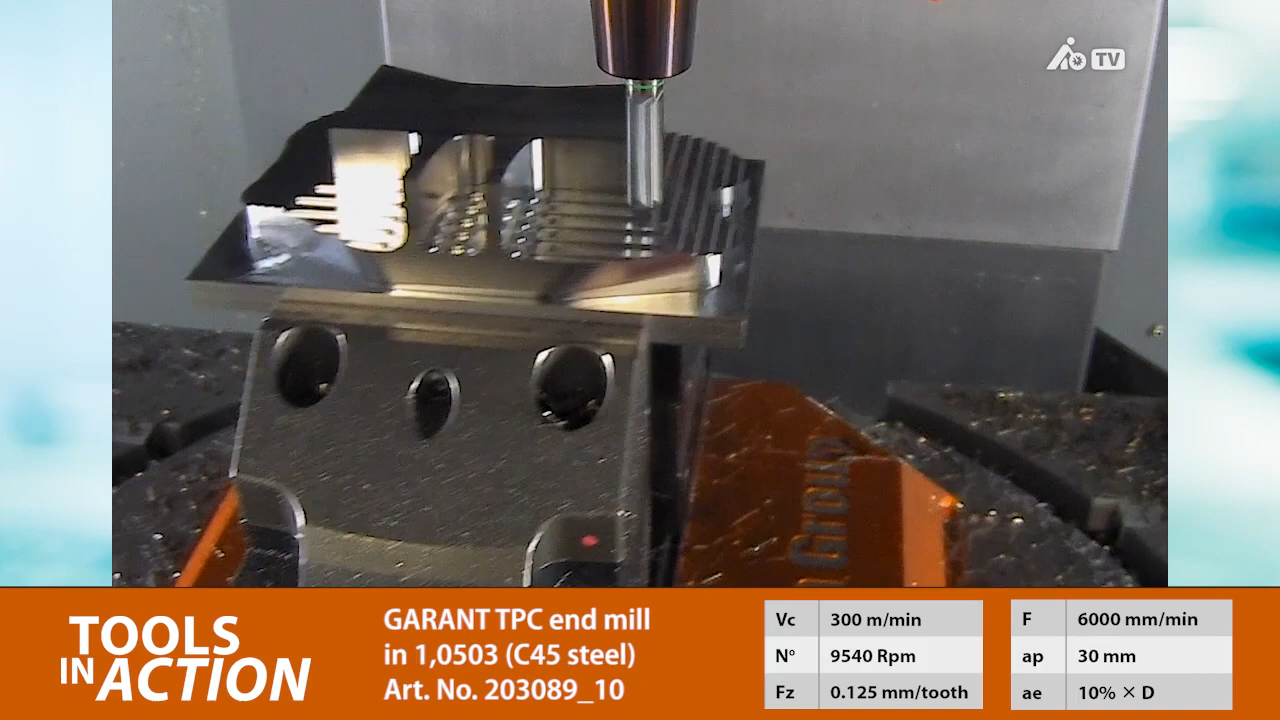 TV
Group
TOOLS
IN ACTION
GARANT TPC end mill
in 1,0503 (C45 steel)
Art. No. 203089_10
Vc 300 m/min
N° 9540 Rpm
Fz 0.125 mm/tooth
F 6000 mm/min
ap 30 mm
ae 10% × D